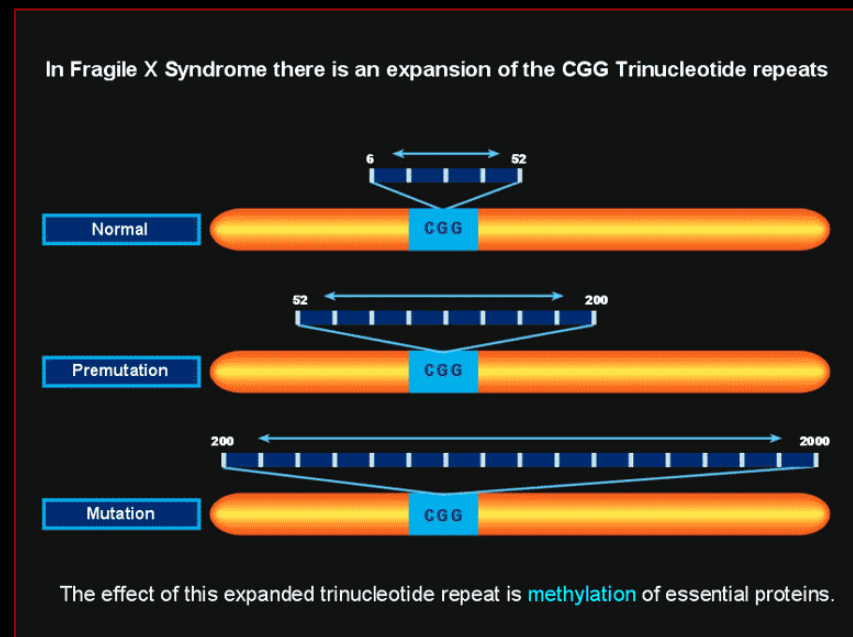 In Fragile X Syndrome there is an expansion of the CGG Trinucleotide repeats
6 52
Normal CGG
52 200
Premutation CGG
200 2000
Mutation CGG
The effect of this expanded trinucleotide repeat is methylation of essential proteins.